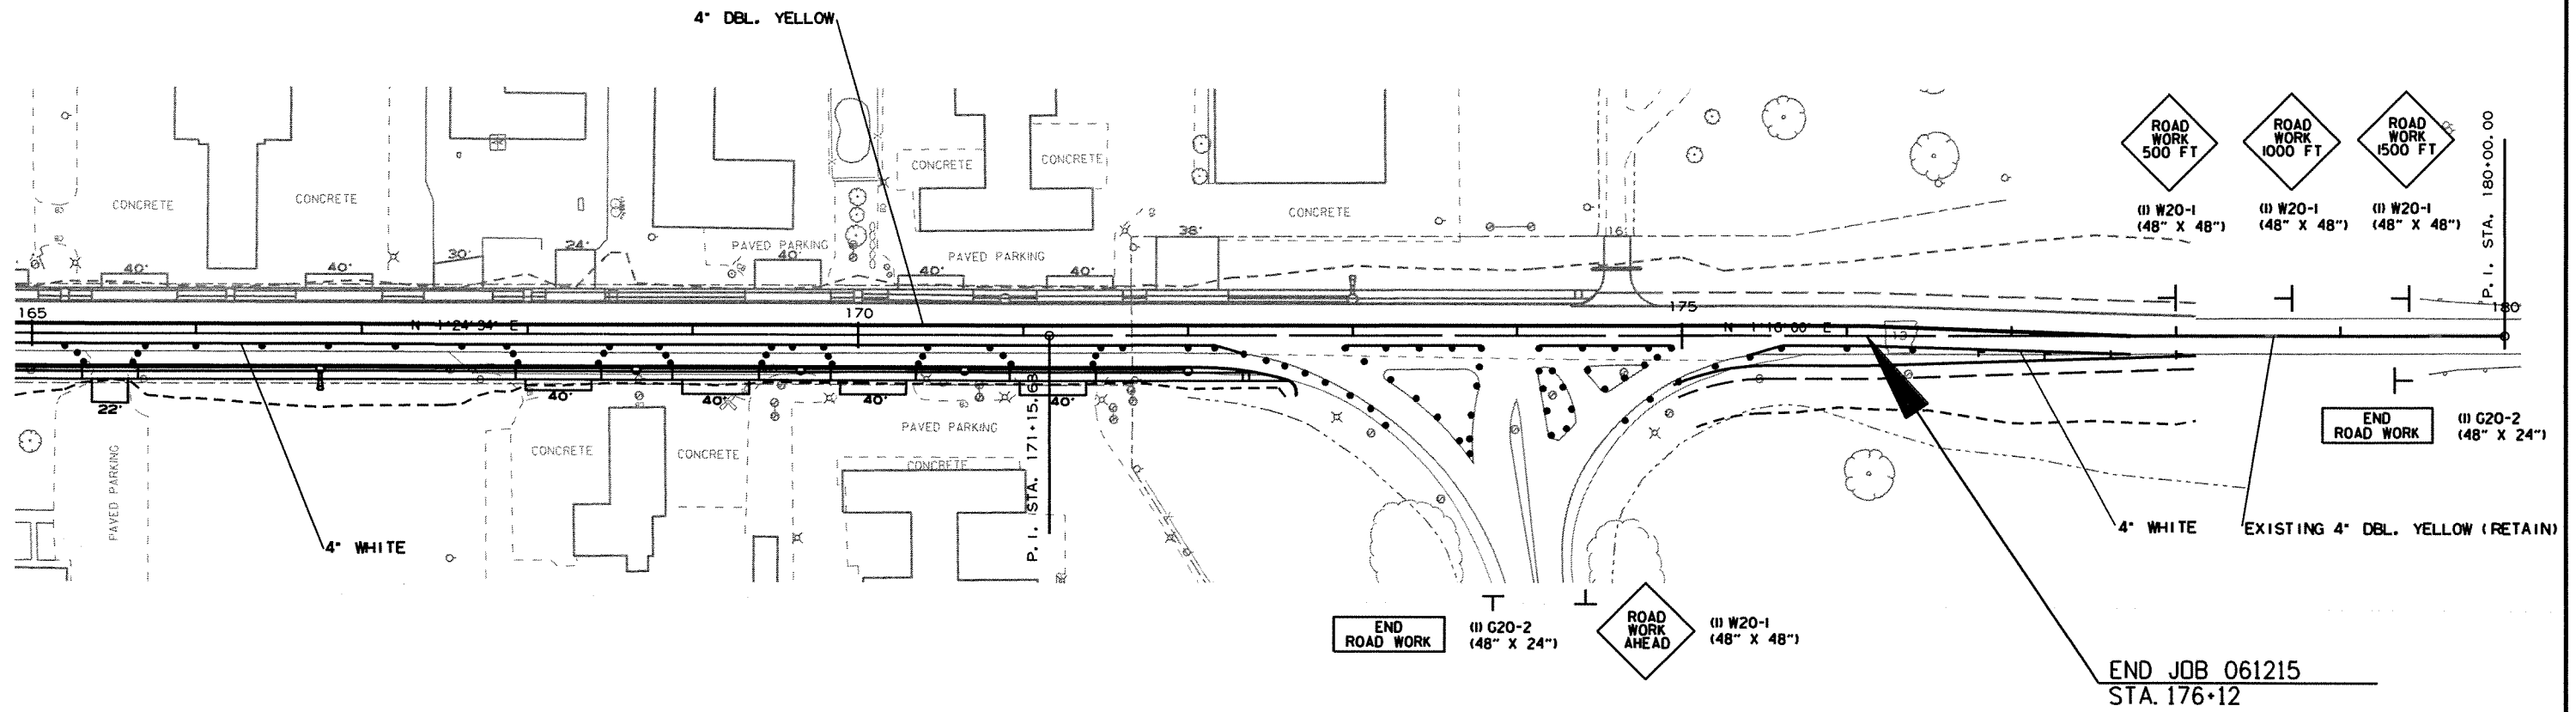 4" DBL. YELLOW
ROAD
WORK
500 FT
ROAD
WORK
1000 FT
ROAD
WORK
1500 FT
(1) W20-1
(48" X 48")
(1) W20-1
(48" X 48")
(1) W20-1
(48" X 48")
P.I. STA. 180+00.00
CONCRETE
CONCRETE
CONCRETE
CONCRETE
CONCRETE
PAVED PARKING
PAVED PARKING
40'
40'
30'
24'
40'
40'
40'
38'
16'
165
170
175
180
N 1°24'34" E
N 1°16'00" E
22'
40'
40'
40'
40'
P.I. STA. 171+15.68
PAVED PARKING
CONCRETE
CONCRETE
PAVED PARKING
CONCRETE
END
ROAD WORK
(1) G20-2
(48" X 24")
4" WHITE
4" WHITE
EXISTING 4" DBL. YELLOW (RETAIN)
END
ROAD WORK
(1) G20-2
(48" X 24")
ROAD
WORK
AHEAD
(1) W20-1
(48" X 48")
END JOB 061215
STA. 176+12